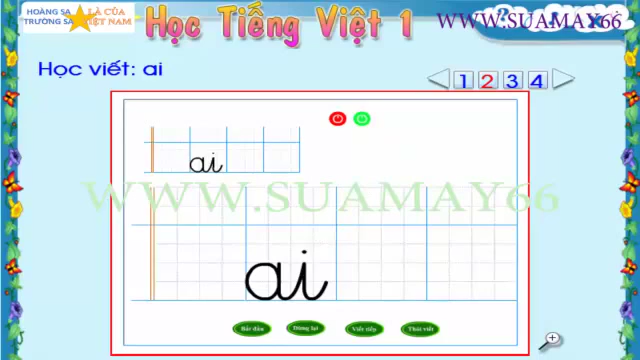 HOÀNG SA LÀ CỦA
TRƯỜNG SA VIỆT NAM
Học Tiếng Việt 1
WWW.SUAMAY66
Học viết: ai
1 2 3 4
ai
WWW.SUAMAY66
ai
Bắt đầu Dừng lại Viết tiếp Thôi viết